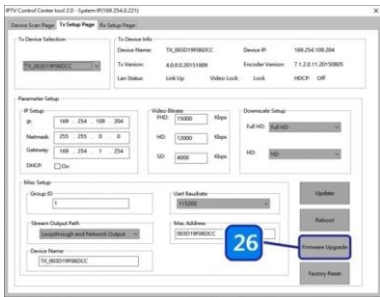 IPTV Control Center tool 2.0 - System IP(169.254.0.221)
Device Scan Page Tx Setup Page Rx Setup Page
Tx Device Selection
TX_003D19F06DCC
Tx Device Info
Device Name: TX_003D19F06DCC Device IP: 169.254.109.204
Tx Version: 4.0.0.0.20151009 Encoder Version: 7.1.2.0.11.20150805
Lan Status: Link Up Video Lock: Lock HDCP: Off
Parameter Setup
IP Setup
IP: 169 . 254 . 109 . 204
Netmask: 255 . 255 . 0 . 0
Gateway: 169 . 254 . 1 . 254
DHCP: On
Video Bitrate
FHD: 15000 Kbps
HD: 12000 Kbps
SD: 4000 Kbps
Downscale Setup
Full HD: Full HD
HD: HD
Misc Setup
Group ID
1
Uart Baudrate
115200
Stream Output Path
Loopthrough and Network Output
Mac Address
003D19F06DCC
Device Name
TX_003D19F06DCC
Update
Reboot
26
Firmware Upgrade
Factory Reset